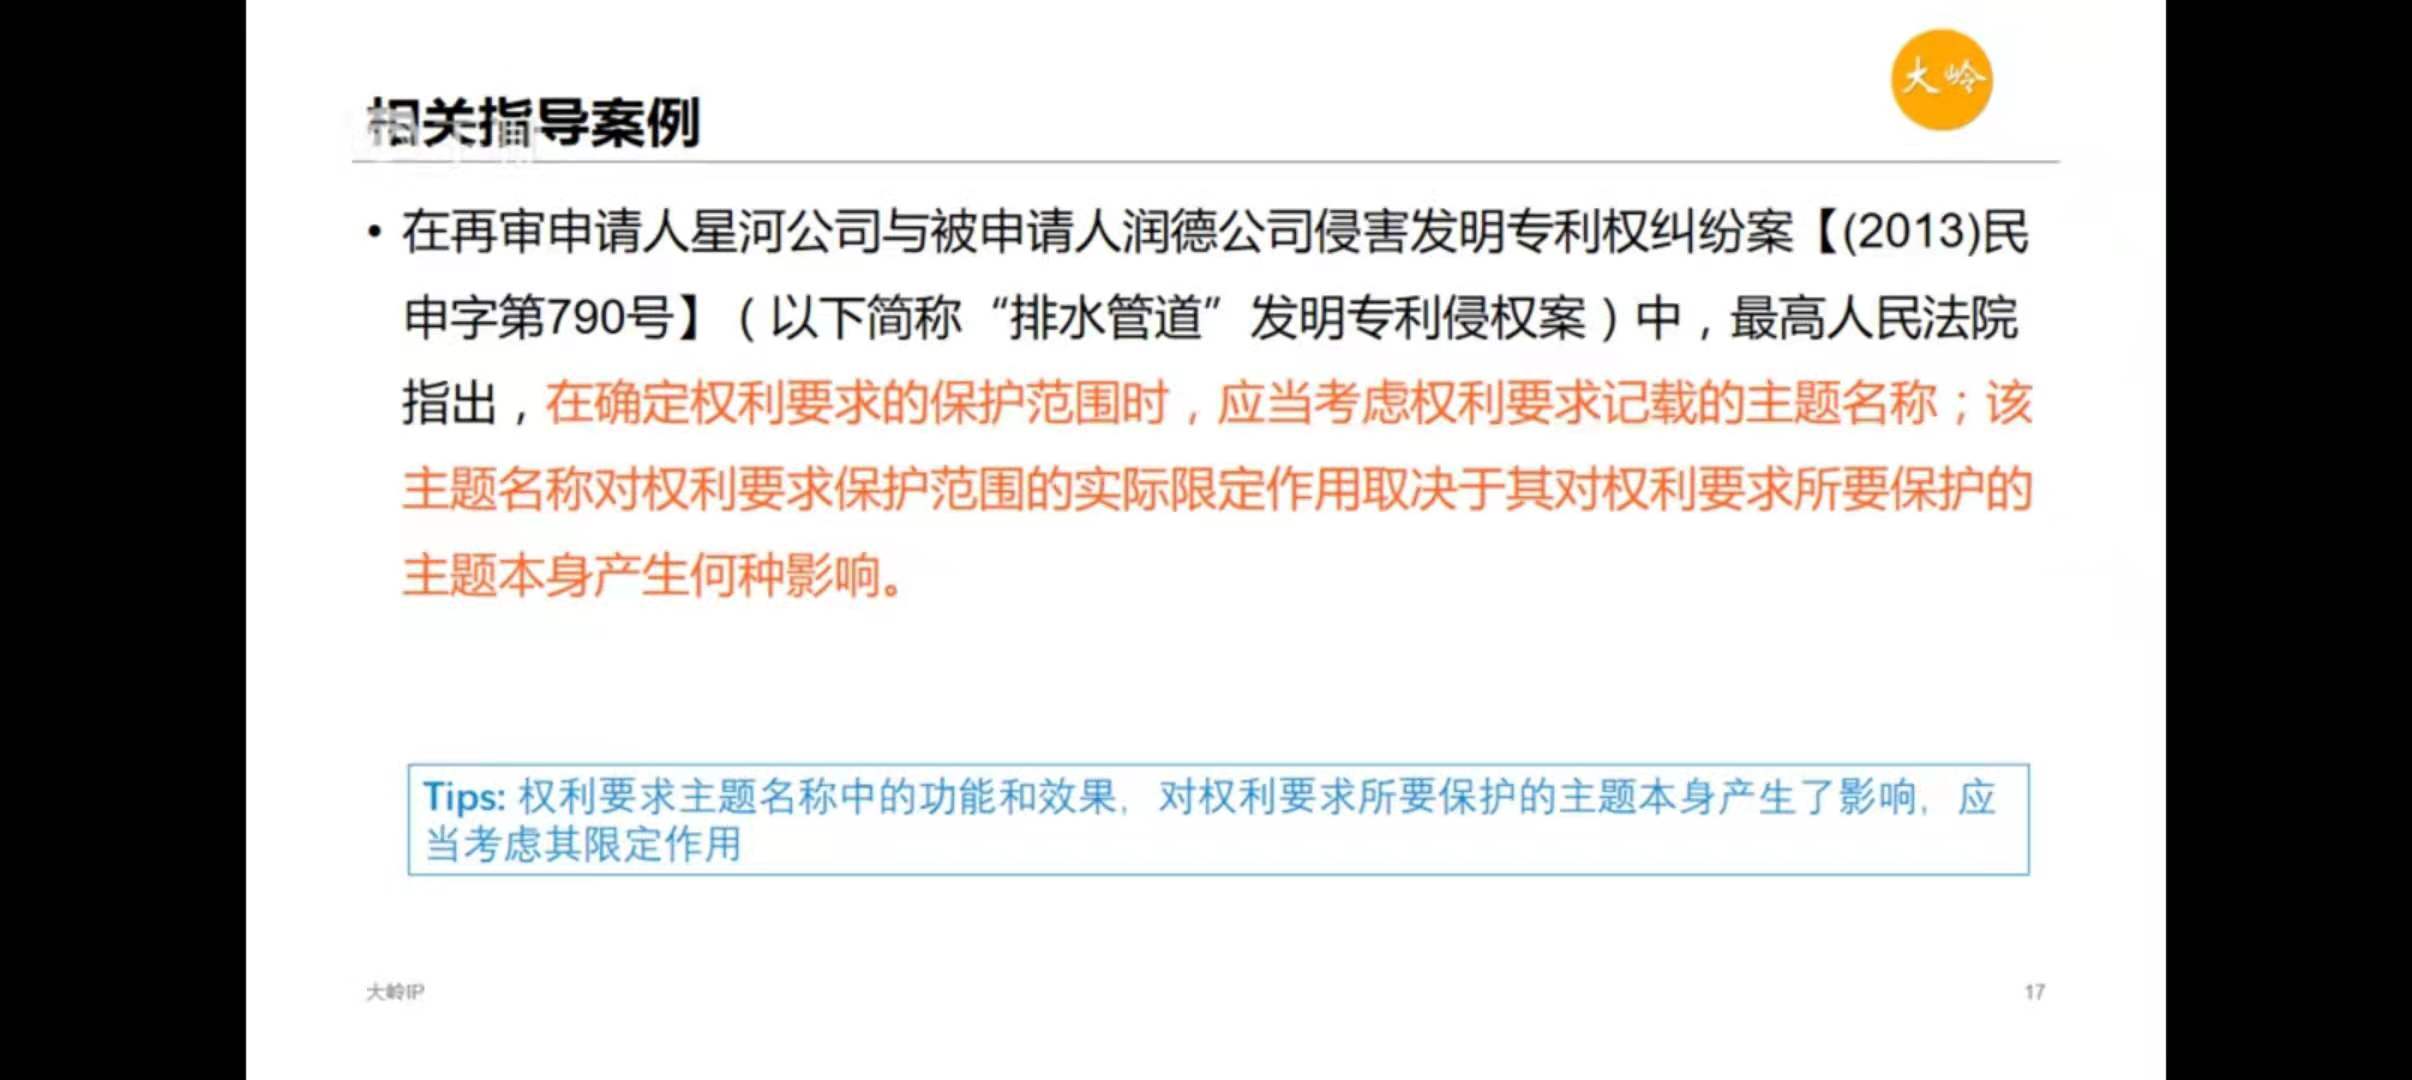 大岭
相关指导案例
• 在再审申请人星河公司与被申请人润德公司侵害发明专利权纠纷案【(2013)民
申字第790号】（以下简称“排水管道”发明专利侵权案）中，最高人民法院
指出，在确定权利要求的保护范围时，应当考虑权利要求记载的主题名称；该
主题名称对权利要求保护范围的实际限定作用取决于其对权利要求所要保护的
主题本身产生何种影响。
Tips: 权利要求主题名称中的功能和效果，对权利要求所要保护的主题本身产生了影响，应
当考虑其限定作用
大岭IP
17